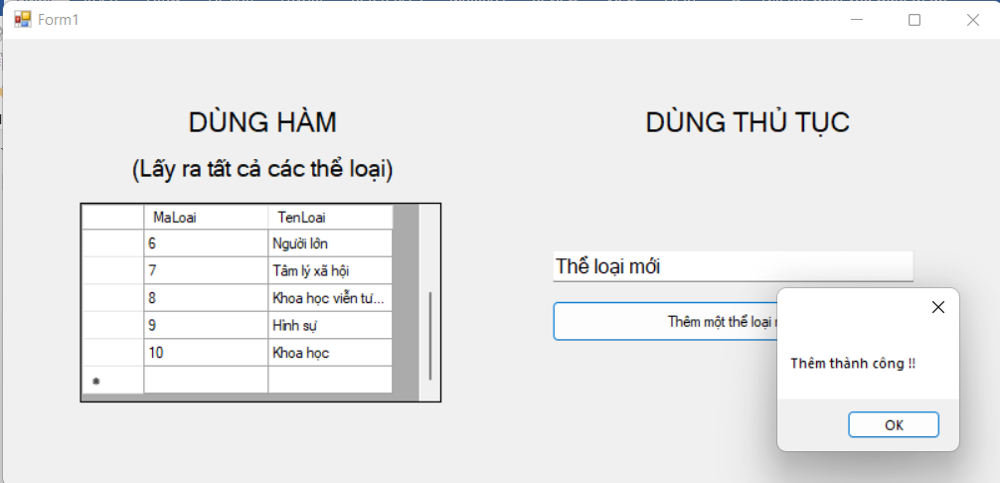 Form1
DÙNG HÀM
(Lấy ra tất cả các thể loại)
MaLoai TenLoai
6 Người lớn
7 Tâm lý xã hội
8 Khoa học viễn tư...
9 Hình sự
10 Khoa học
DÙNG THỦ TỤC
Thể loại mới
Thêm một thể loại
Thêm thành công !!
OK